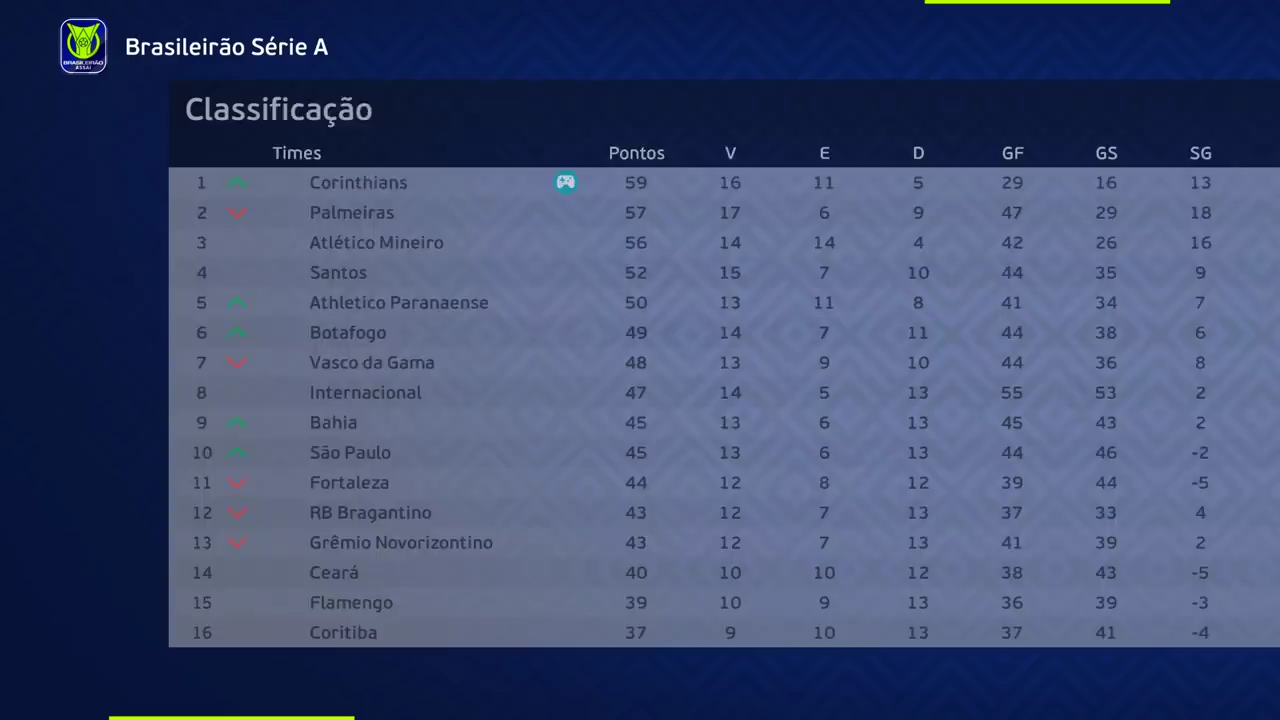 BRASILEIRÃO
ASSAÍ
Brasileirão Série A
Classificação
Times Pontos V E D GF GS SG
1 Corinthians 59 16 11 5 29 16 13
2 Palmeiras 57 17 6 9 47 29 18
3 Atlético Mineiro 56 14 14 4 42 26 16
4 Santos 52 15 7 10 44 35 9
5 Athletico Paranaense 50 13 11 8 41 34 7
6 Botafogo 49 14 7 11 44 38 6
7 Vasco da Gama 48 13 9 10 44 36 8
8 Internacional 47 14 5 13 55 53 2
9 Bahia 45 13 6 13 45 43 2
10 São Paulo 45 13 6 13 44 46 -2
11 Fortaleza 44 12 8 12 39 44 -5
12 RB Bragantino 43 12 7 13 37 33 4
13 Grêmio Novorizontino 43 12 7 13 41 39 2
14 Ceará 40 10 10 12 38 43 -5
15 Flamengo 39 10 9 13 36 39 -3
16 Coritiba 37 9 10 13 37 41 -4